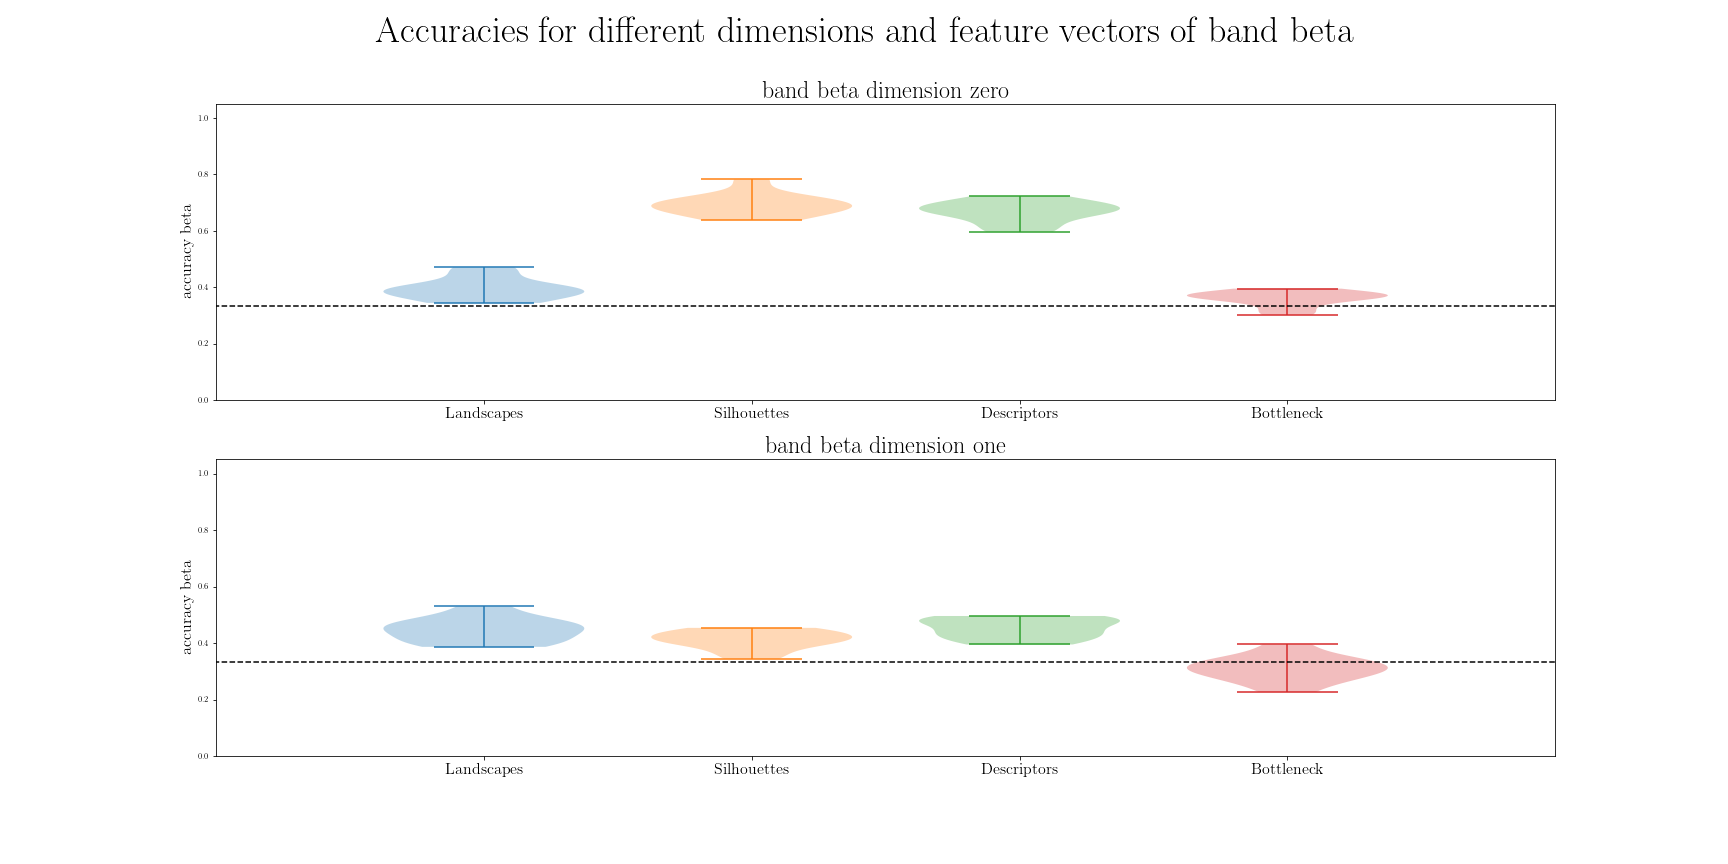 Accuracies for different dimensions and feature vectors of band beta
band beta dimension zero
1.0
0.8
0.6
0.4
0.2
0.0
accuracy beta
Landscapes Silhouettes Descriptors Bottleneck
band beta dimension one
1.0
0.8
0.6
0.4
0.2
0.0
accuracy beta
Landscapes Silhouettes Descriptors Bottleneck